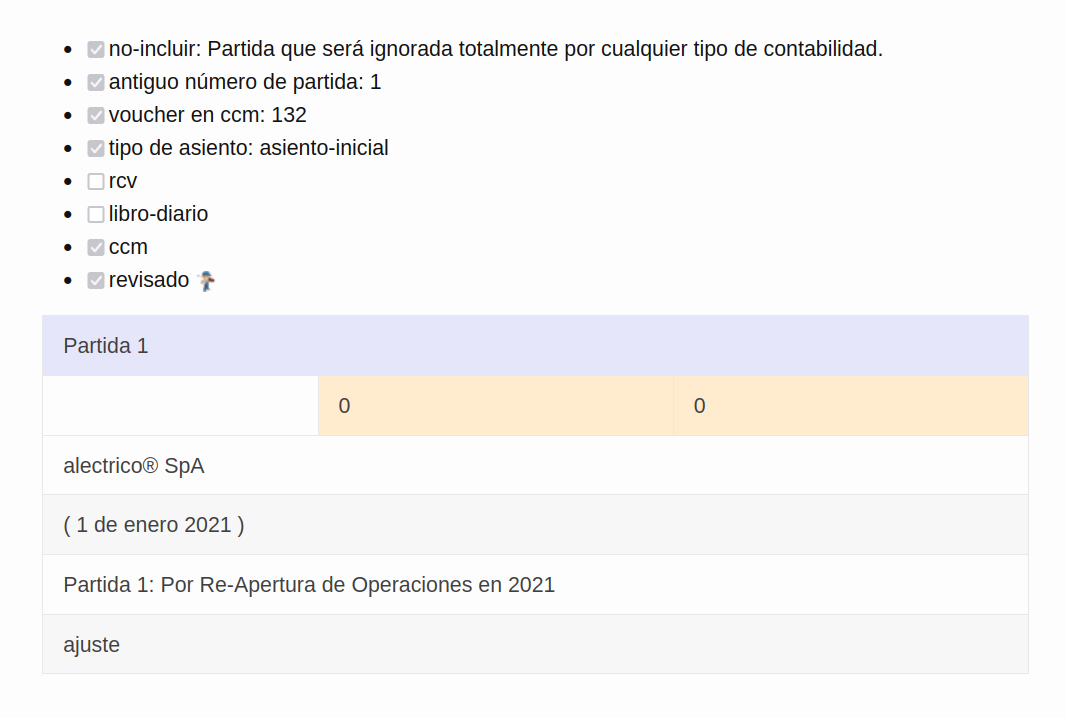 no-incluir: Partida que será ignorada totalmente por cualquier tipo de contabilidad.
antiguo número de partida: 1
voucher en ccm: 132
tipo de asiento: asiento-inicial
rcv
libro-diario
ccm
revisado
Partida 1
0 0
alectrico® SpA
( 1 de enero 2021 )
Partida 1: Por Re-Apertura de Operaciones en 2021
ajuste